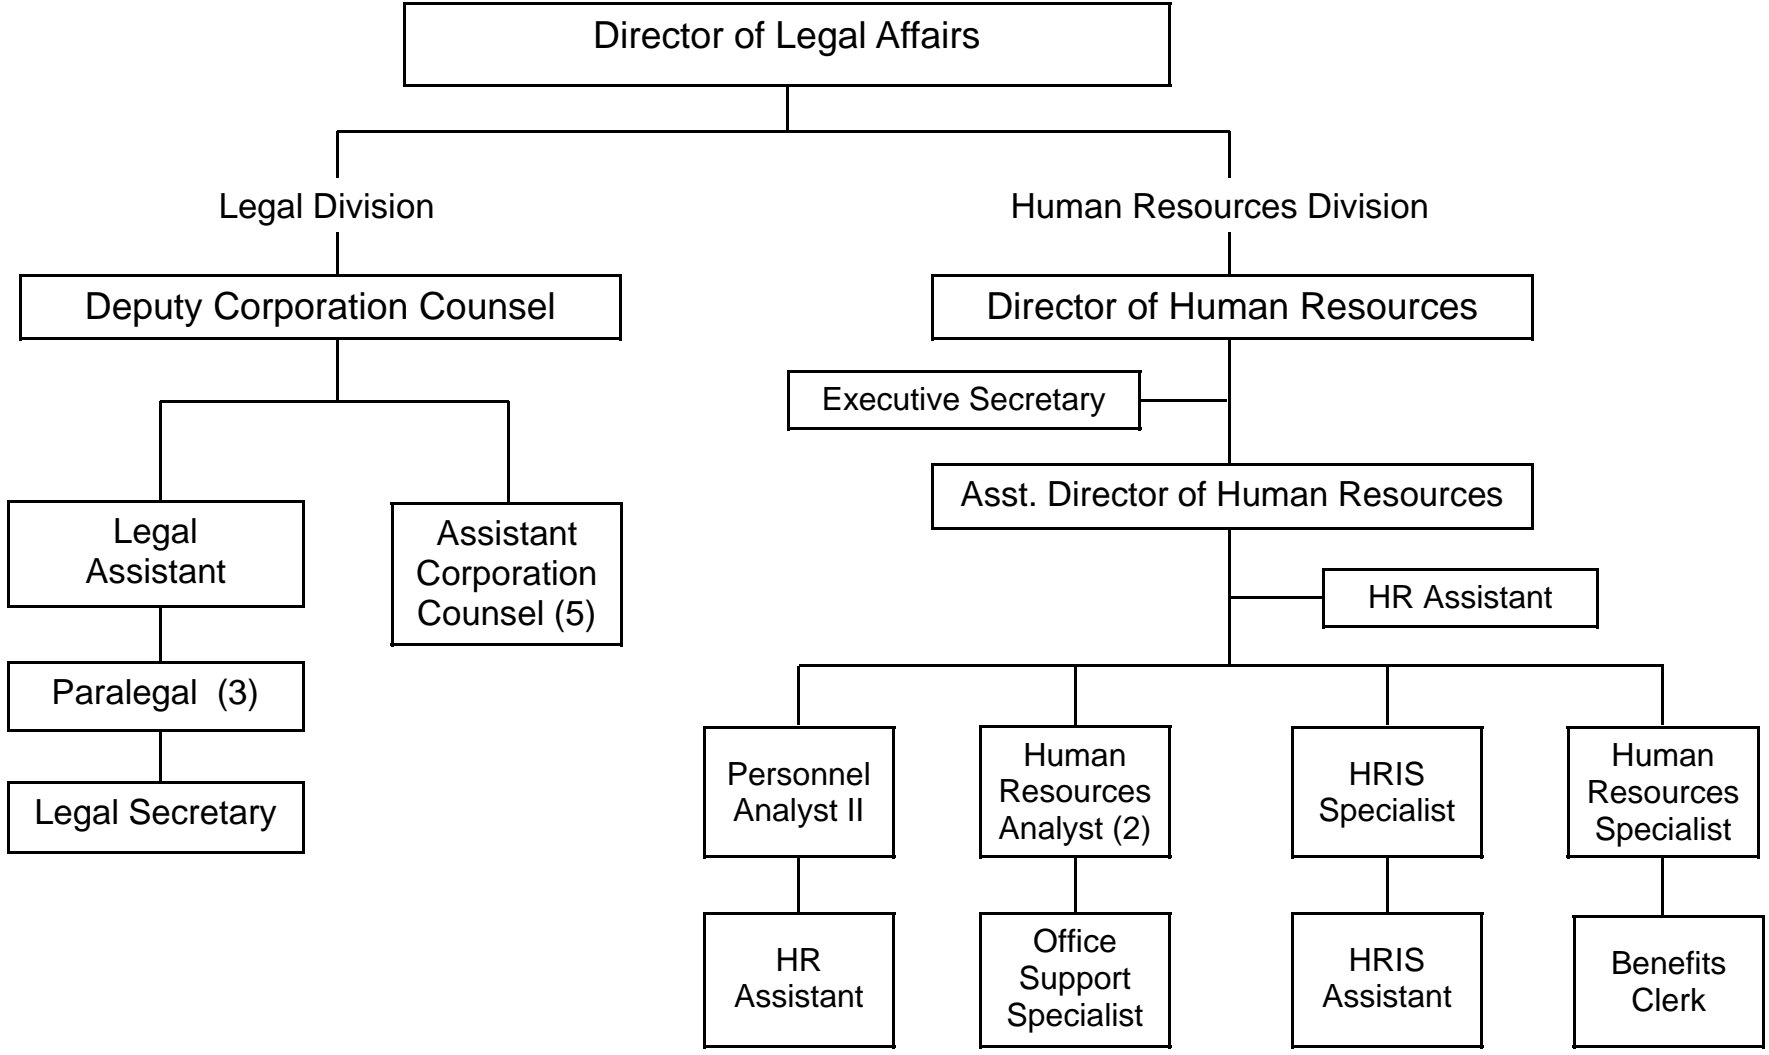 Director of Legal Affairs
Legal Division
Human Resources Division
Deputy Corporation Counsel
Director of Human Resources
Executive Secretary
Asst. Director of Human Resources
Legal
Assistant
Assistant
Corporation
Counsel (5)
HR Assistant
Paralegal  (3)
Legal Secretary
Personnel
Analyst II
Human
Resources
Analyst (2)
HRIS
Specialist
Human
Resources
Specialist
HR
Assistant
Office
Support
Specialist
HRIS
Assistant
Benefits
Clerk